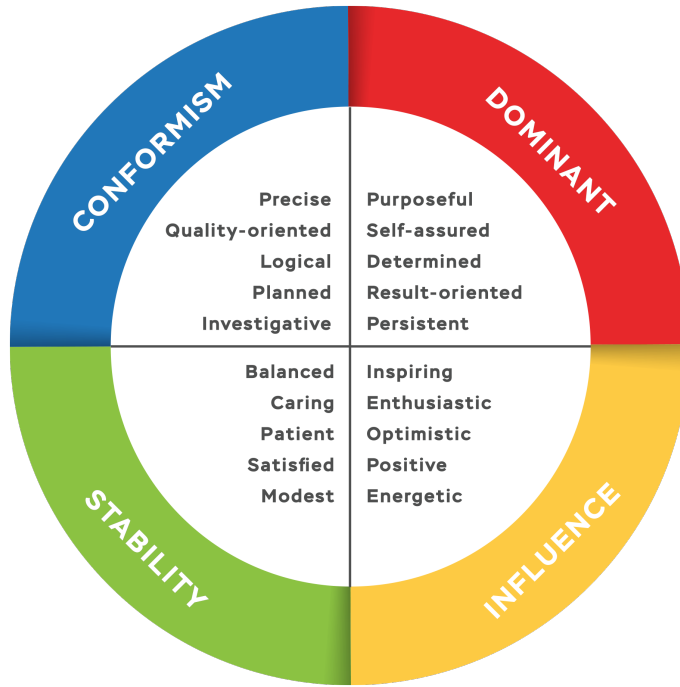 CONFORMISM
DOMINANT
Precise
Quality-oriented
Logical
Planned
Investigative
Purposeful
Self-assured
Determined
Result-oriented
Persistent
Balanced
Caring
Patient
Satisfied
Modest
Inspiring
Enthusiastic
Optimistic
Positive
Energetic
STABILITY
INFLUENCE